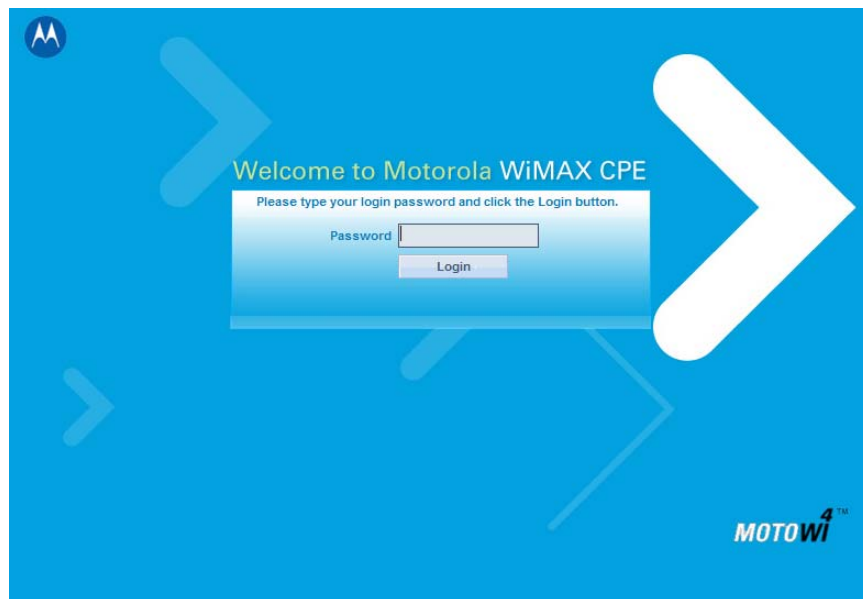 Welcome to Motorola WiMAX CPE
Please type your login password and click the Login button.
Password
Login
MOTOWi4™